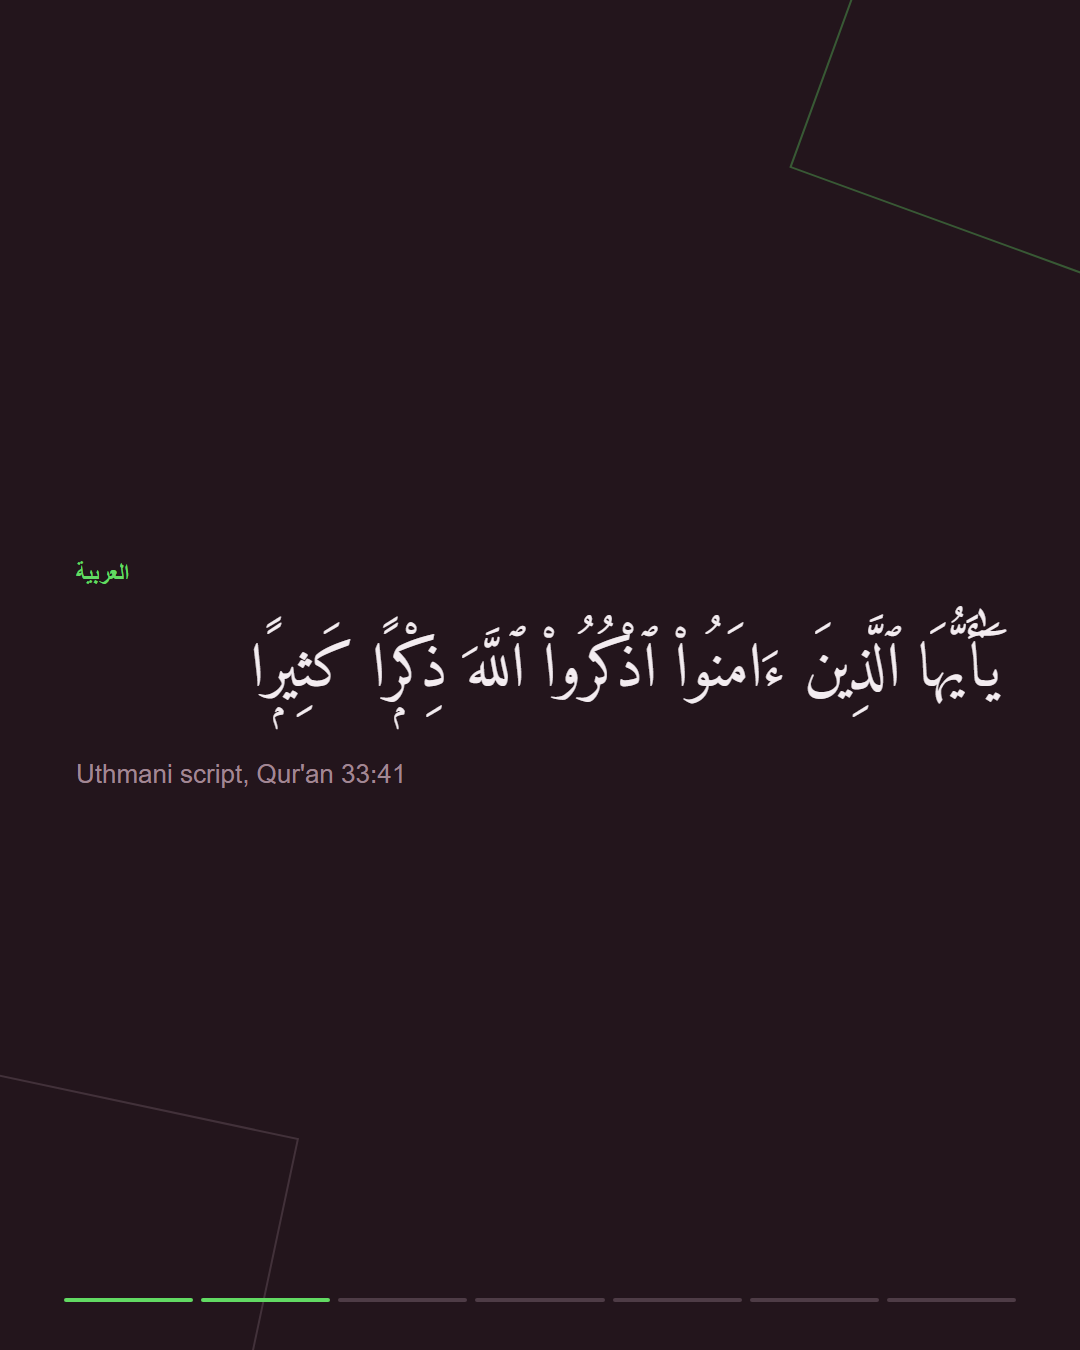 العربية
يَـٰٓأَيُّهَا ٱلَّذِينَ ءَامَنُوا۟ ٱذْكُرُوا۟ ٱللَّهَ ذِكْرًۭا كَثِيرًۭا
Uthmani script, Qur'an 33:41